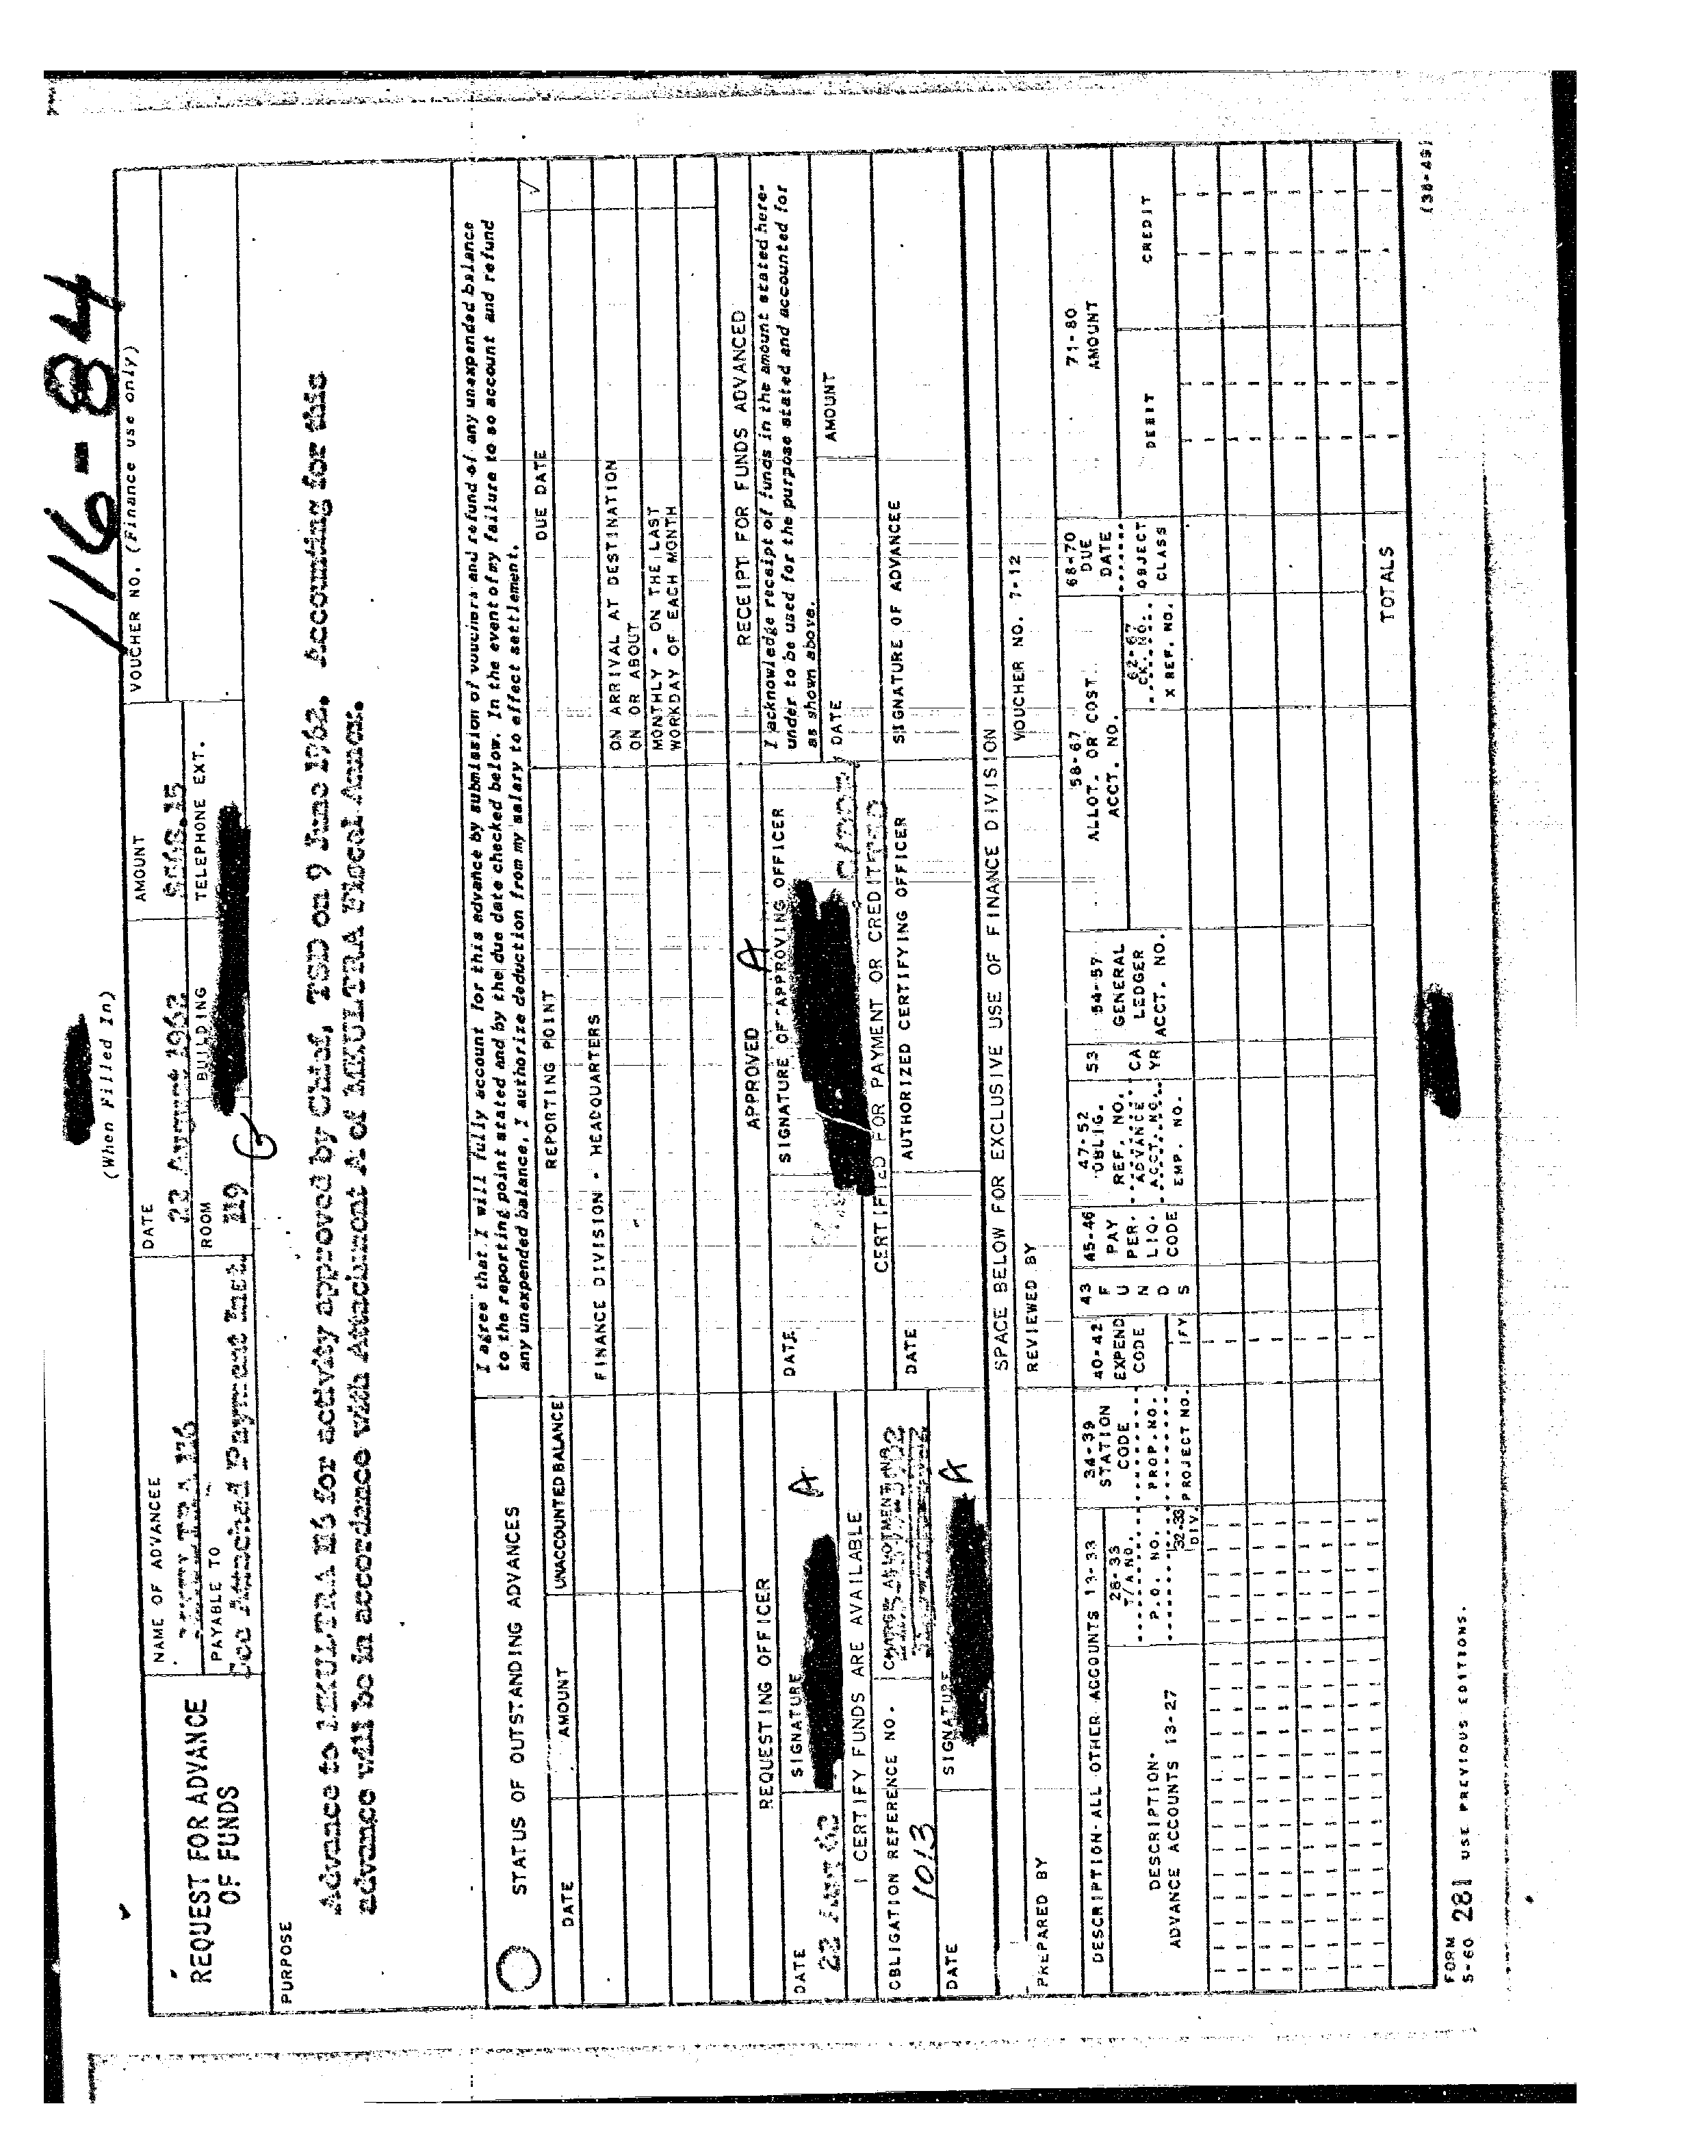 116-84
(When Filled In)
REQUEST FOR ADVANCE
OF FUNDS
NAME OF ADVANCEE
DATE
22 August 1962
AMOUNT
VOUCHER NO. (Finance use only)
PAYABLE TO
See Attached Payment Inst.
ROOM
119
BUILDING
TELEPHONE EXT.
G
PURPOSE
Advance to MKULTRA 116 for activity approved by Chief, TSD on 9 June 1962. Accounting for this
advance will be in accordance with Attachment A of MKULTRA Fiscal Annex.
STATUS OF OUTSTANDING ADVANCES
I agree that I will fully account for this advance by submission of vouchers and refund of any unexpended balance
to the reporting point stated and by the due date checked below. In the event of my failure to so account and refund
any unexpended balance, I authorize deduction from my salary to effect settlement.
DATE
AMOUNT
UNACCOUNTED BALANCE
REPORTING POINT
DUE DATE
FINANCE DIVISION - HEADQUARTERS
ON ARRIVAL AT DESTINATION
ON OR ABOUT
MONTHLY - ON THE LAST
WORKDAY OF EACH MONTH
REQUESTING OFFICER
APPROVED A
RECEIPT FOR FUNDS ADVANCED
DATE
22 Aug 62
SIGNATURE
A
DATE
SIGNATURE OF APPROVING OFFICER
I acknowledge receipt of funds in the amount stated here-
under to be used for the purpose stated and accounted for
as shown above.
DATE
AMOUNT
I CERTIFY FUNDS ARE AVAILABLE
CERTIFIED FOR PAYMENT OR CREDIT
OBLIGATION REFERENCE NO.
1013
CHARGE ALLOTMENT NO.
DATE
AUTHORIZED CERTIFYING OFFICER
SIGNATURE OF ADVANCEE
DATE
SIGNATURE
A
SPACE BELOW FOR EXCLUSIVE USE OF FINANCE DIVISION
PREPARED BY
REVIEWED BY
VOUCHER NO. 7-12
DESCRIPTION-ALL OTHER ACCOUNTS 13-33
34-39
STATION
CODE
40-42
EXPEND
CODE
43
F
U
N
D
S
45-46
PAY
PER.
47-52
OBLIG.
REF. NO.
53
CA
YR
54-57
GENERAL
LEDGER
ACCT. NO.
58-67
ALLOT. OR COST
ACCT. NO.
68-70
DUE
DATE
71-80
AMOUNT
DESCRIPTION-
ADVANCE ACCOUNTS 13-27
28-33
T/A NO.
P.O. NO.
PROP. NO.
32-33
DIV.
PROJECT NO.
FY
LIQ.
CODE
ADVANCE
ACCT. NO.
EMP. NO.
62-67
CK. NO.
X REF. NO.
OBJECT
CLASS
DEBIT
CREDIT
TOTALS
FORM
5-60 281 USE PREVIOUS EDITIONS.
(38-49)